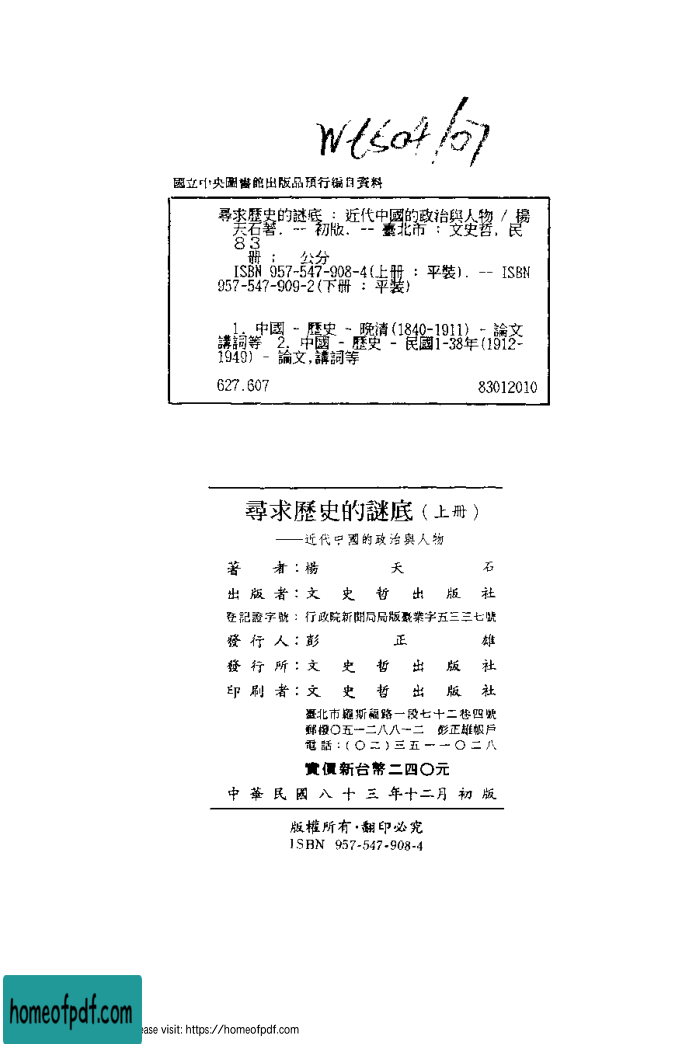 國立中央圖書館出版品預行編目資料
尋求歷史的謎底 : 近代中國的政治與人物 / 楊
天石著. -- 初版. -- 臺北市 : 文史哲, 民
83
冊 ; 公分
ISBN 957-547-908-4(上冊 : 平裝). -- ISBN
957-547-909-2(下冊 : 平裝)
1. 中國 - 歷史 - 晚清(1840-1911) - 論文
講詞等 2. 中國 - 歷史 - 民國1-38年(1912-
1949) - 論文,講詞等
627.607 83012010
尋求歷史的謎底(上冊)
——近代中國的政治與人物
著者:楊天石
出版者:文史哲出版社
登記證字號:行政院新聞局局版臺業字五三三七號
發行人:彭正雄
發行所:文史哲出版社
印刷者:文史哲出版社
臺北市羅斯福路一段七十二巷四號
郵撥〇五一二八八一二 彭正雄帳戶
電話:(〇二)三五一一〇二八
實價新台幣二四〇元
中華民國八十三年十二月初版
版權所有·翻印必究
ISBN 957-547-908-4
homeofpdf.com
ease visit: https://homeofpdf.com